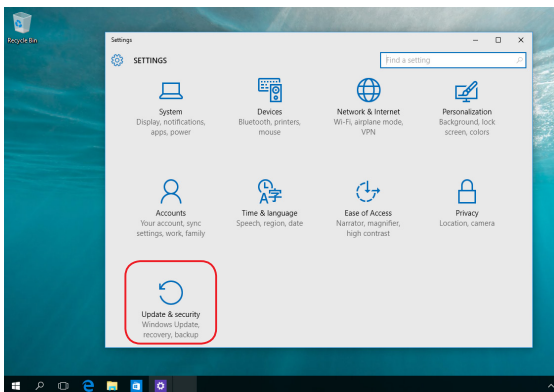 Recycle Bin
Settings
SETTINGS
Find a setting
System
Display, notifications,
apps, power
Devices
Bluetooth, printers,
mouse
Network & Internet
Wi-Fi, airplane mode,
VPN
Personalization
Background, lock
screen, colors
Accounts
Your account, sync
settings, work, family
Time & language
Speech, region, date
Ease of Access
Narrator, magnifier,
high contrast
Privacy
Location, camera
Update & security
Windows Update,
recovery, backup